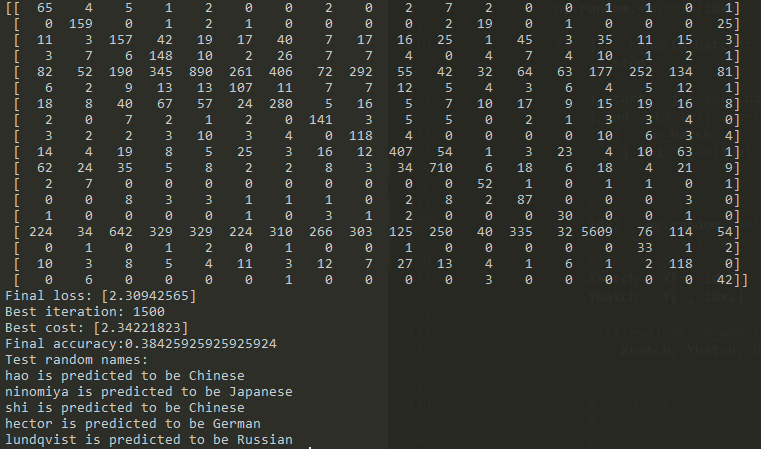 [[ 65 4 5 1 2 0 0 2 0 2 7 2 0 0 1 1 0 1]
[ 0 159 0 1 2 1 0 0 0 0 2 19 0 1 0 0 0 25]
[ 11 3 157 42 19 17 40 7 17 16 25 1 45 3 35 11 15 3]
[ 3 7 6 148 10 2 26 7 7 4 0 4 7 4 10 1 2 1]
[ 82 52 190 345 890 261 406 72 292 55 42 32 64 63 177 252 134 81]
[ 6 2 9 13 13 107 11 7 7 12 5 4 3 6 4 5 12 1]
[ 18 8 40 67 57 24 280 5 16 5 7 10 17 9 15 19 16 8]
[ 2 0 7 2 1 2 0 141 3 5 5 0 2 1 3 3 4 0]
[ 3 2 2 3 10 3 4 0 118 4 0 0 0 0 10 6 3 4]
[ 14 4 19 8 5 25 3 16 12 407 54 1 3 23 4 10 63 1]
[ 62 24 35 5 8 2 2 8 3 34 710 6 18 6 18 4 21 9]
[ 2 7 0 0 0 0 0 0 0 0 0 52 1 0 1 1 0 1]
[ 0 0 8 3 3 1 1 1 0 2 8 2 87 0 0 0 3 0]
[ 1 0 0 0 0 1 0 3 1 2 0 0 0 30 0 0 1 0]
[ 224 34 642 329 329 224 310 266 303 125 250 40 335 32 5609 76 114 54]
[ 0 1 0 1 2 0 1 0 0 1 0 0 0 0 0 33 1 2]
[ 10 3 8 5 4 11 3 12 7 27 13 4 1 6 1 2 118 0]
[ 0 6 0 0 0 0 1 0 0 0 0 3 0 0 0 0 0 42]]
Final loss: [2.30942565]
Best iteration: 1500
Best cost: [2.34221823]
Final accuracy:0.38425925925925924
Test random names:
hao is predicted to be Chinese
ninomiya is predicted to be Japanese
shi is predicted to be Chinese
hector is predicted to be German
lundqvist is predicted to be Russian